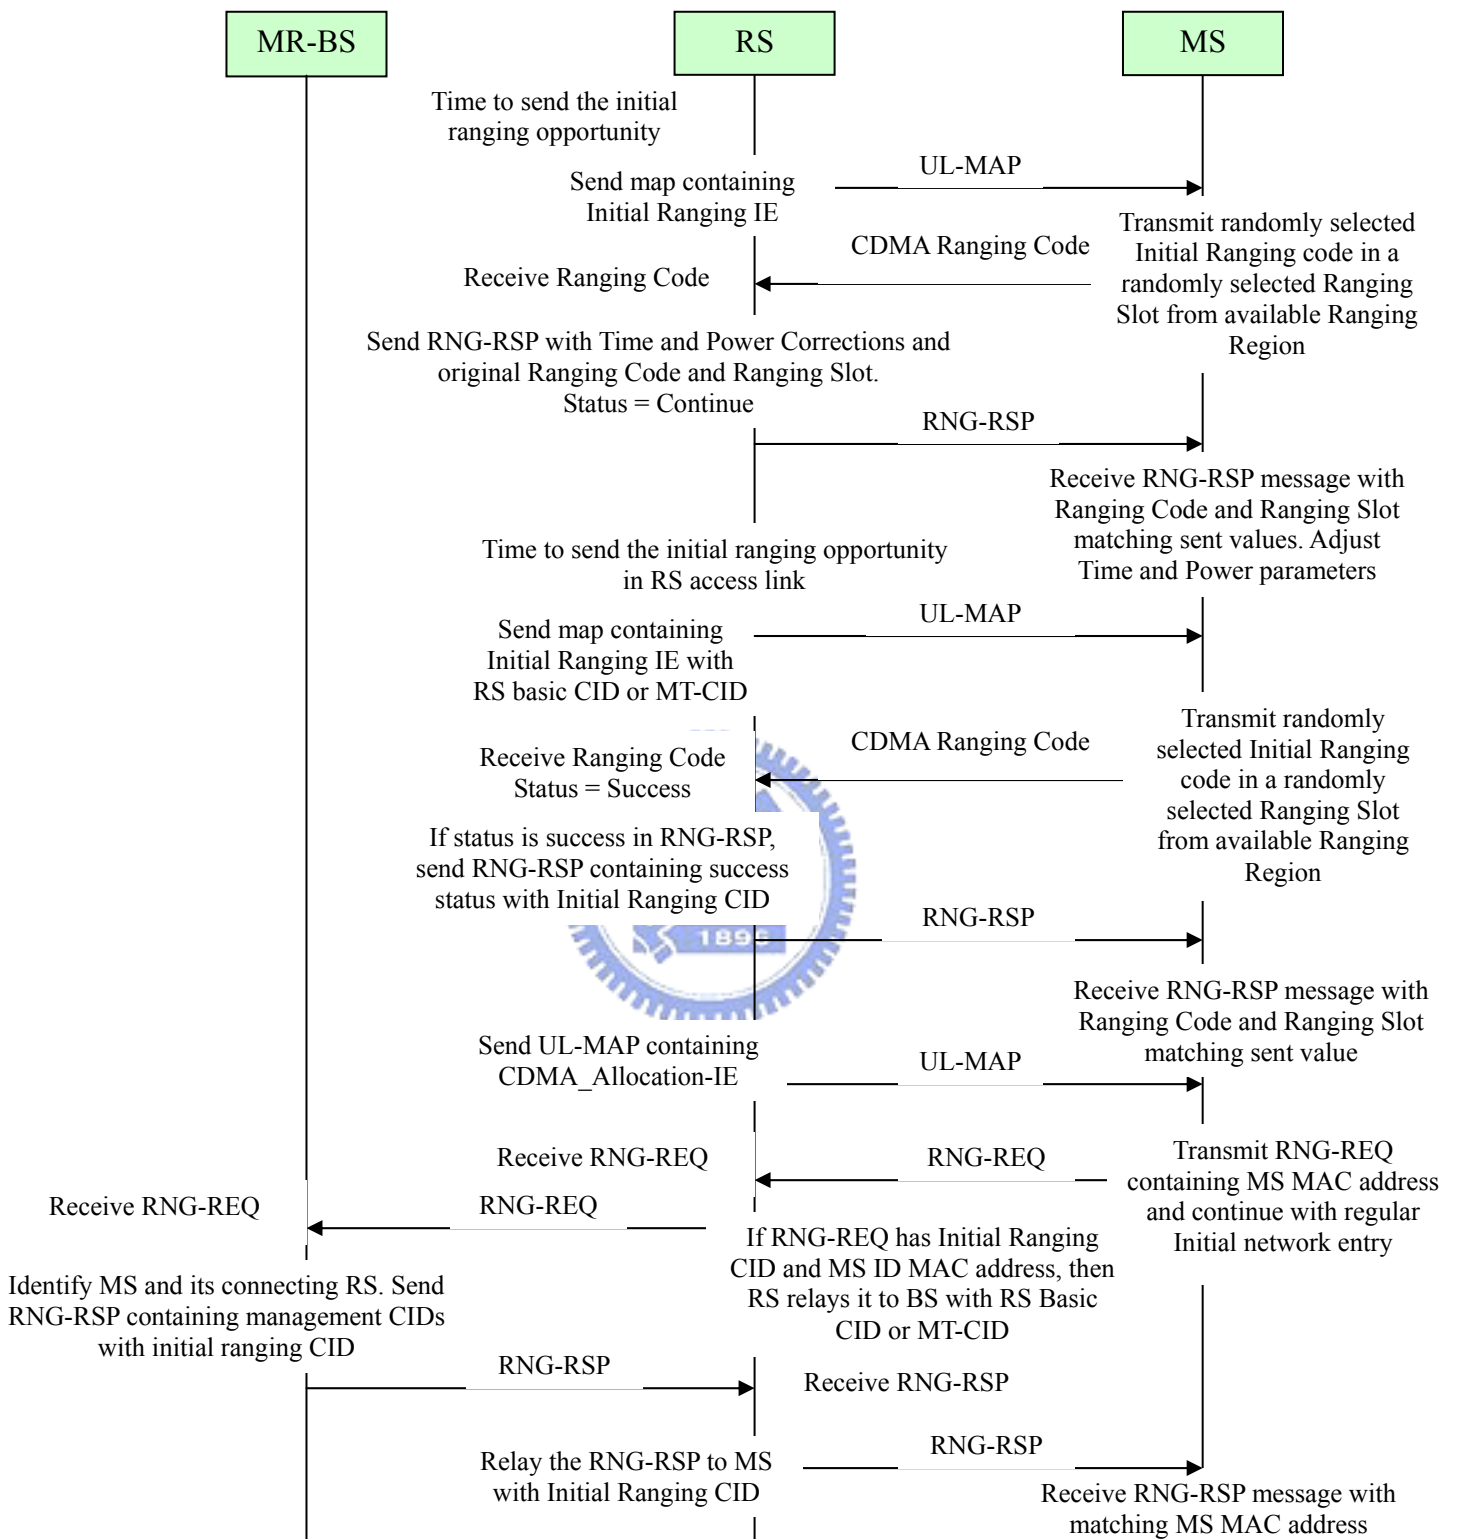 MR-BS
RS
MS
Time to send the initial
ranging opportunity
UL-MAP
Send map containing
Initial Ranging IE
Transmit randomly selected
Initial Ranging code in a
randomly selected Ranging
Slot from available Ranging
Region
CDMA Ranging Code
Receive Ranging Code
Send RNG-RSP with Time and Power Corrections and
original Ranging Code and Ranging Slot.
Status = Continue
RNG-RSP
Receive RNG-RSP message with
Ranging Code and Ranging Slot
matching sent values. Adjust
Time and Power parameters
Time to send the initial ranging opportunity
in RS access link
UL-MAP
Send map containing
Initial Ranging IE with
RS basic CID or MT-CID
Transmit randomly
selected Initial Ranging
code in a randomly
selected Ranging Slot
from available Ranging
Region
CDMA Ranging Code
Receive Ranging Code
Status = Success
If status is success in RNG-RSP,
send RNG-RSP containing success
status with Initial Ranging CID
RNG-RSP
1896
Receive RNG-RSP message with
Ranging Code and Ranging Slot
matching sent value
Send UL-MAP containing
CDMA_Allocation-IE
UL-MAP
Receive RNG-REQ
RNG-REQ
Transmit RNG-REQ
containing MS MAC address
and continue with regular
Initial network entry
Receive RNG-REQ
RNG-REQ
If RNG-REQ has Initial Ranging
CID and MS ID MAC address, then
RS relays it to BS with RS Basic
CID or MT-CID
Identify MS and its connecting RS. Send
RNG-RSP containing management CIDs
with initial ranging CID
RNG-RSP
Receive RNG-RSP
Relay the RNG-RSP to MS
with Initial Ranging CID
RNG-RSP
Receive RNG-RSP message with
matching MS MAC address